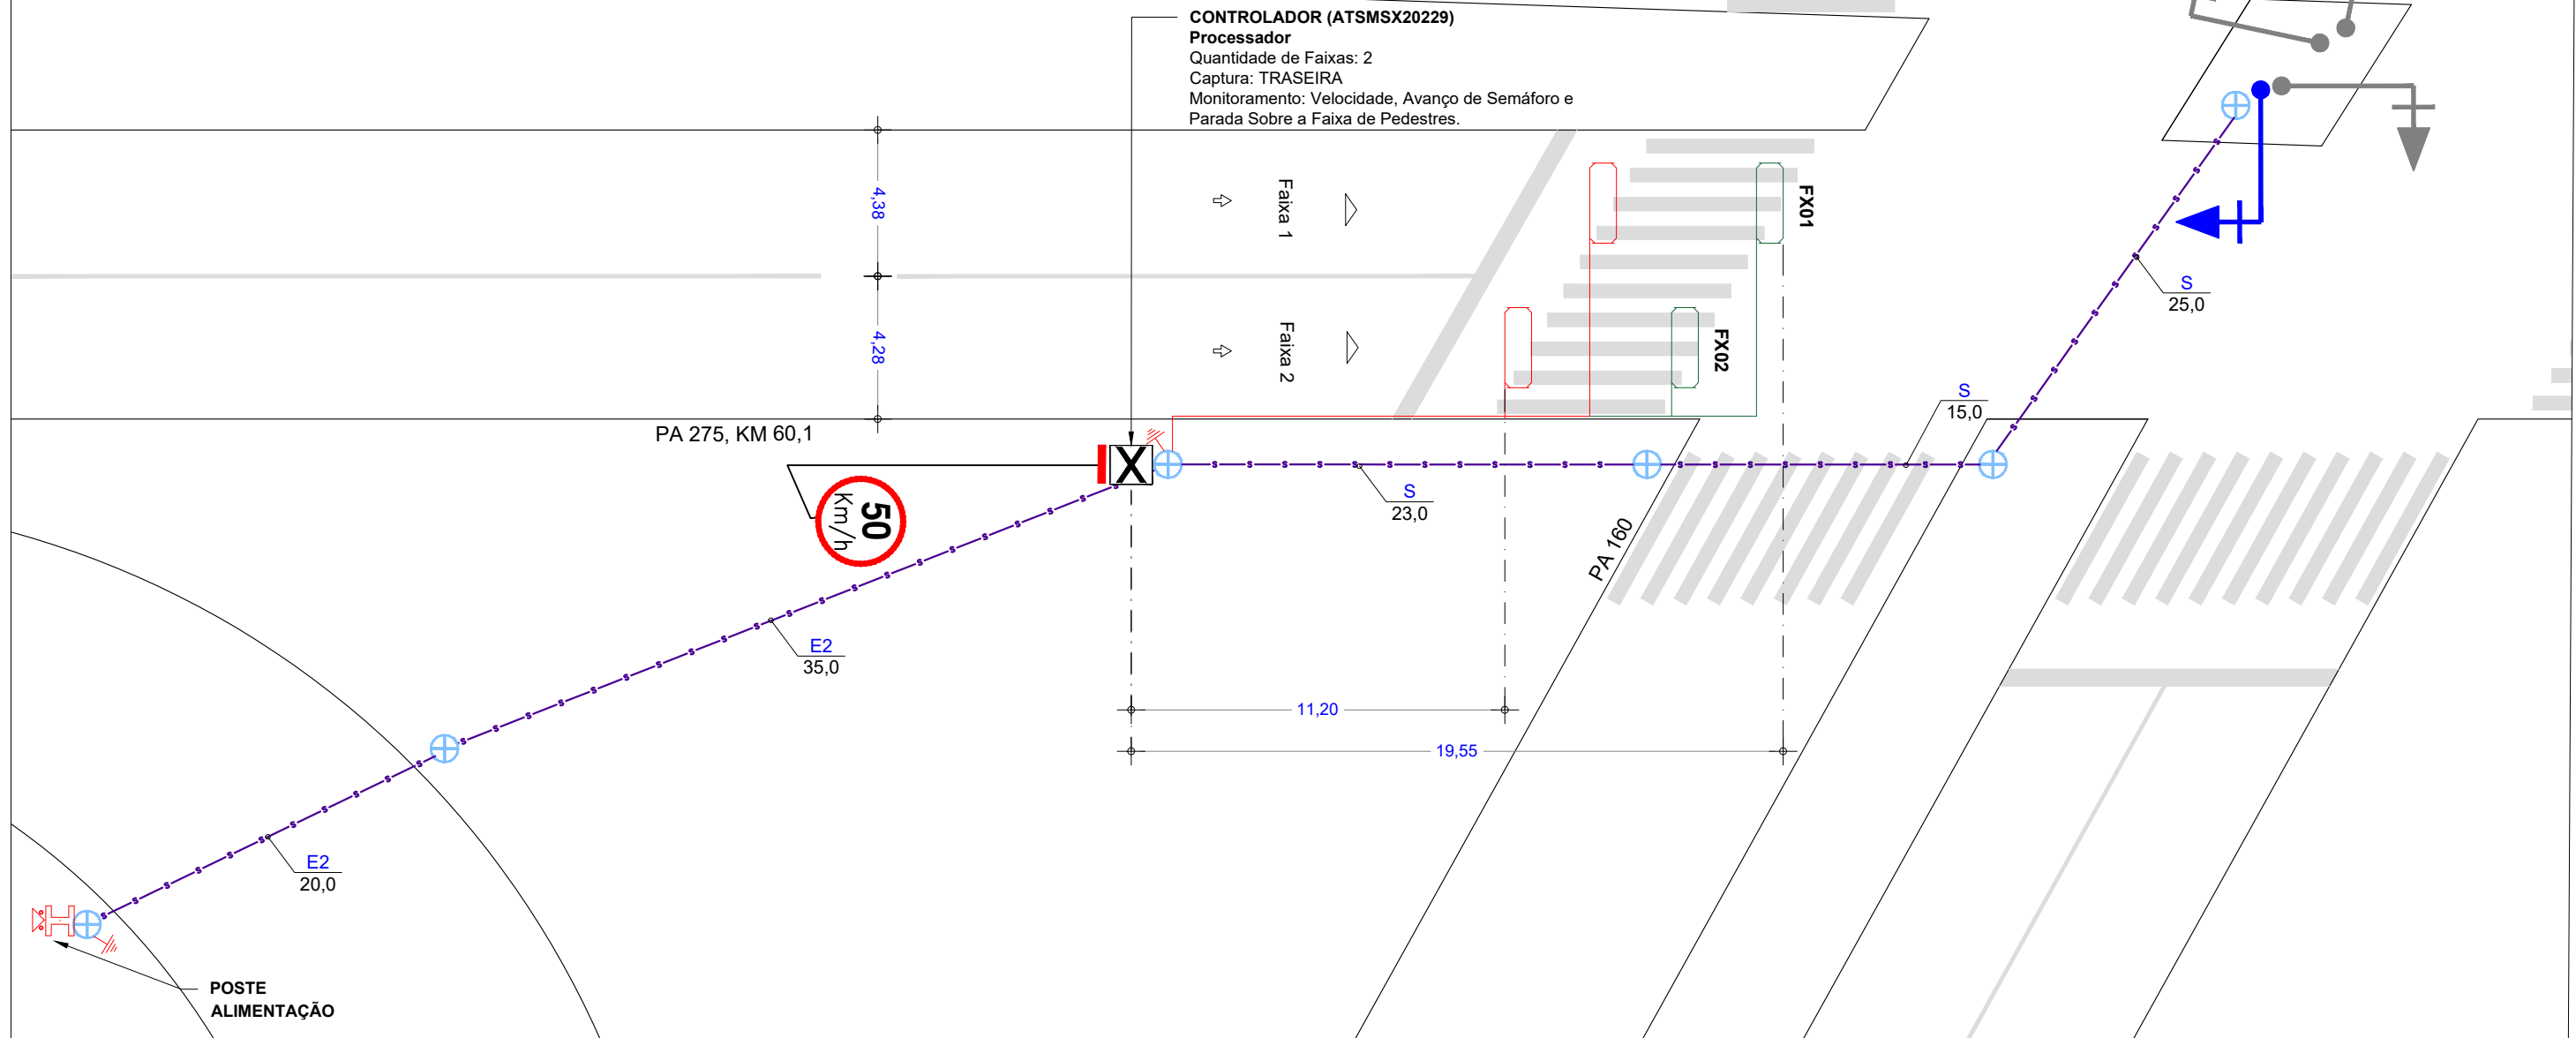 CONTROLADOR (ATSMSX20229)
Processador
Quantidade de Faixas: 2
Captura: TRASEIRA
Monitoramento: Velocidade, Avanço de Semáforo e
Parada Sobre a Faixa de Pedestres.
4,38
Faixa 1
FX01
4,28
Faixa 2
FX02
S
25,0
S
15,0
PA 275, KM 60,1
X
50
Km/h
S
23,0
PA 160
E2
35,0
11,20
19,55
E2
20,0
POSTE
ALIMENTAÇÃO